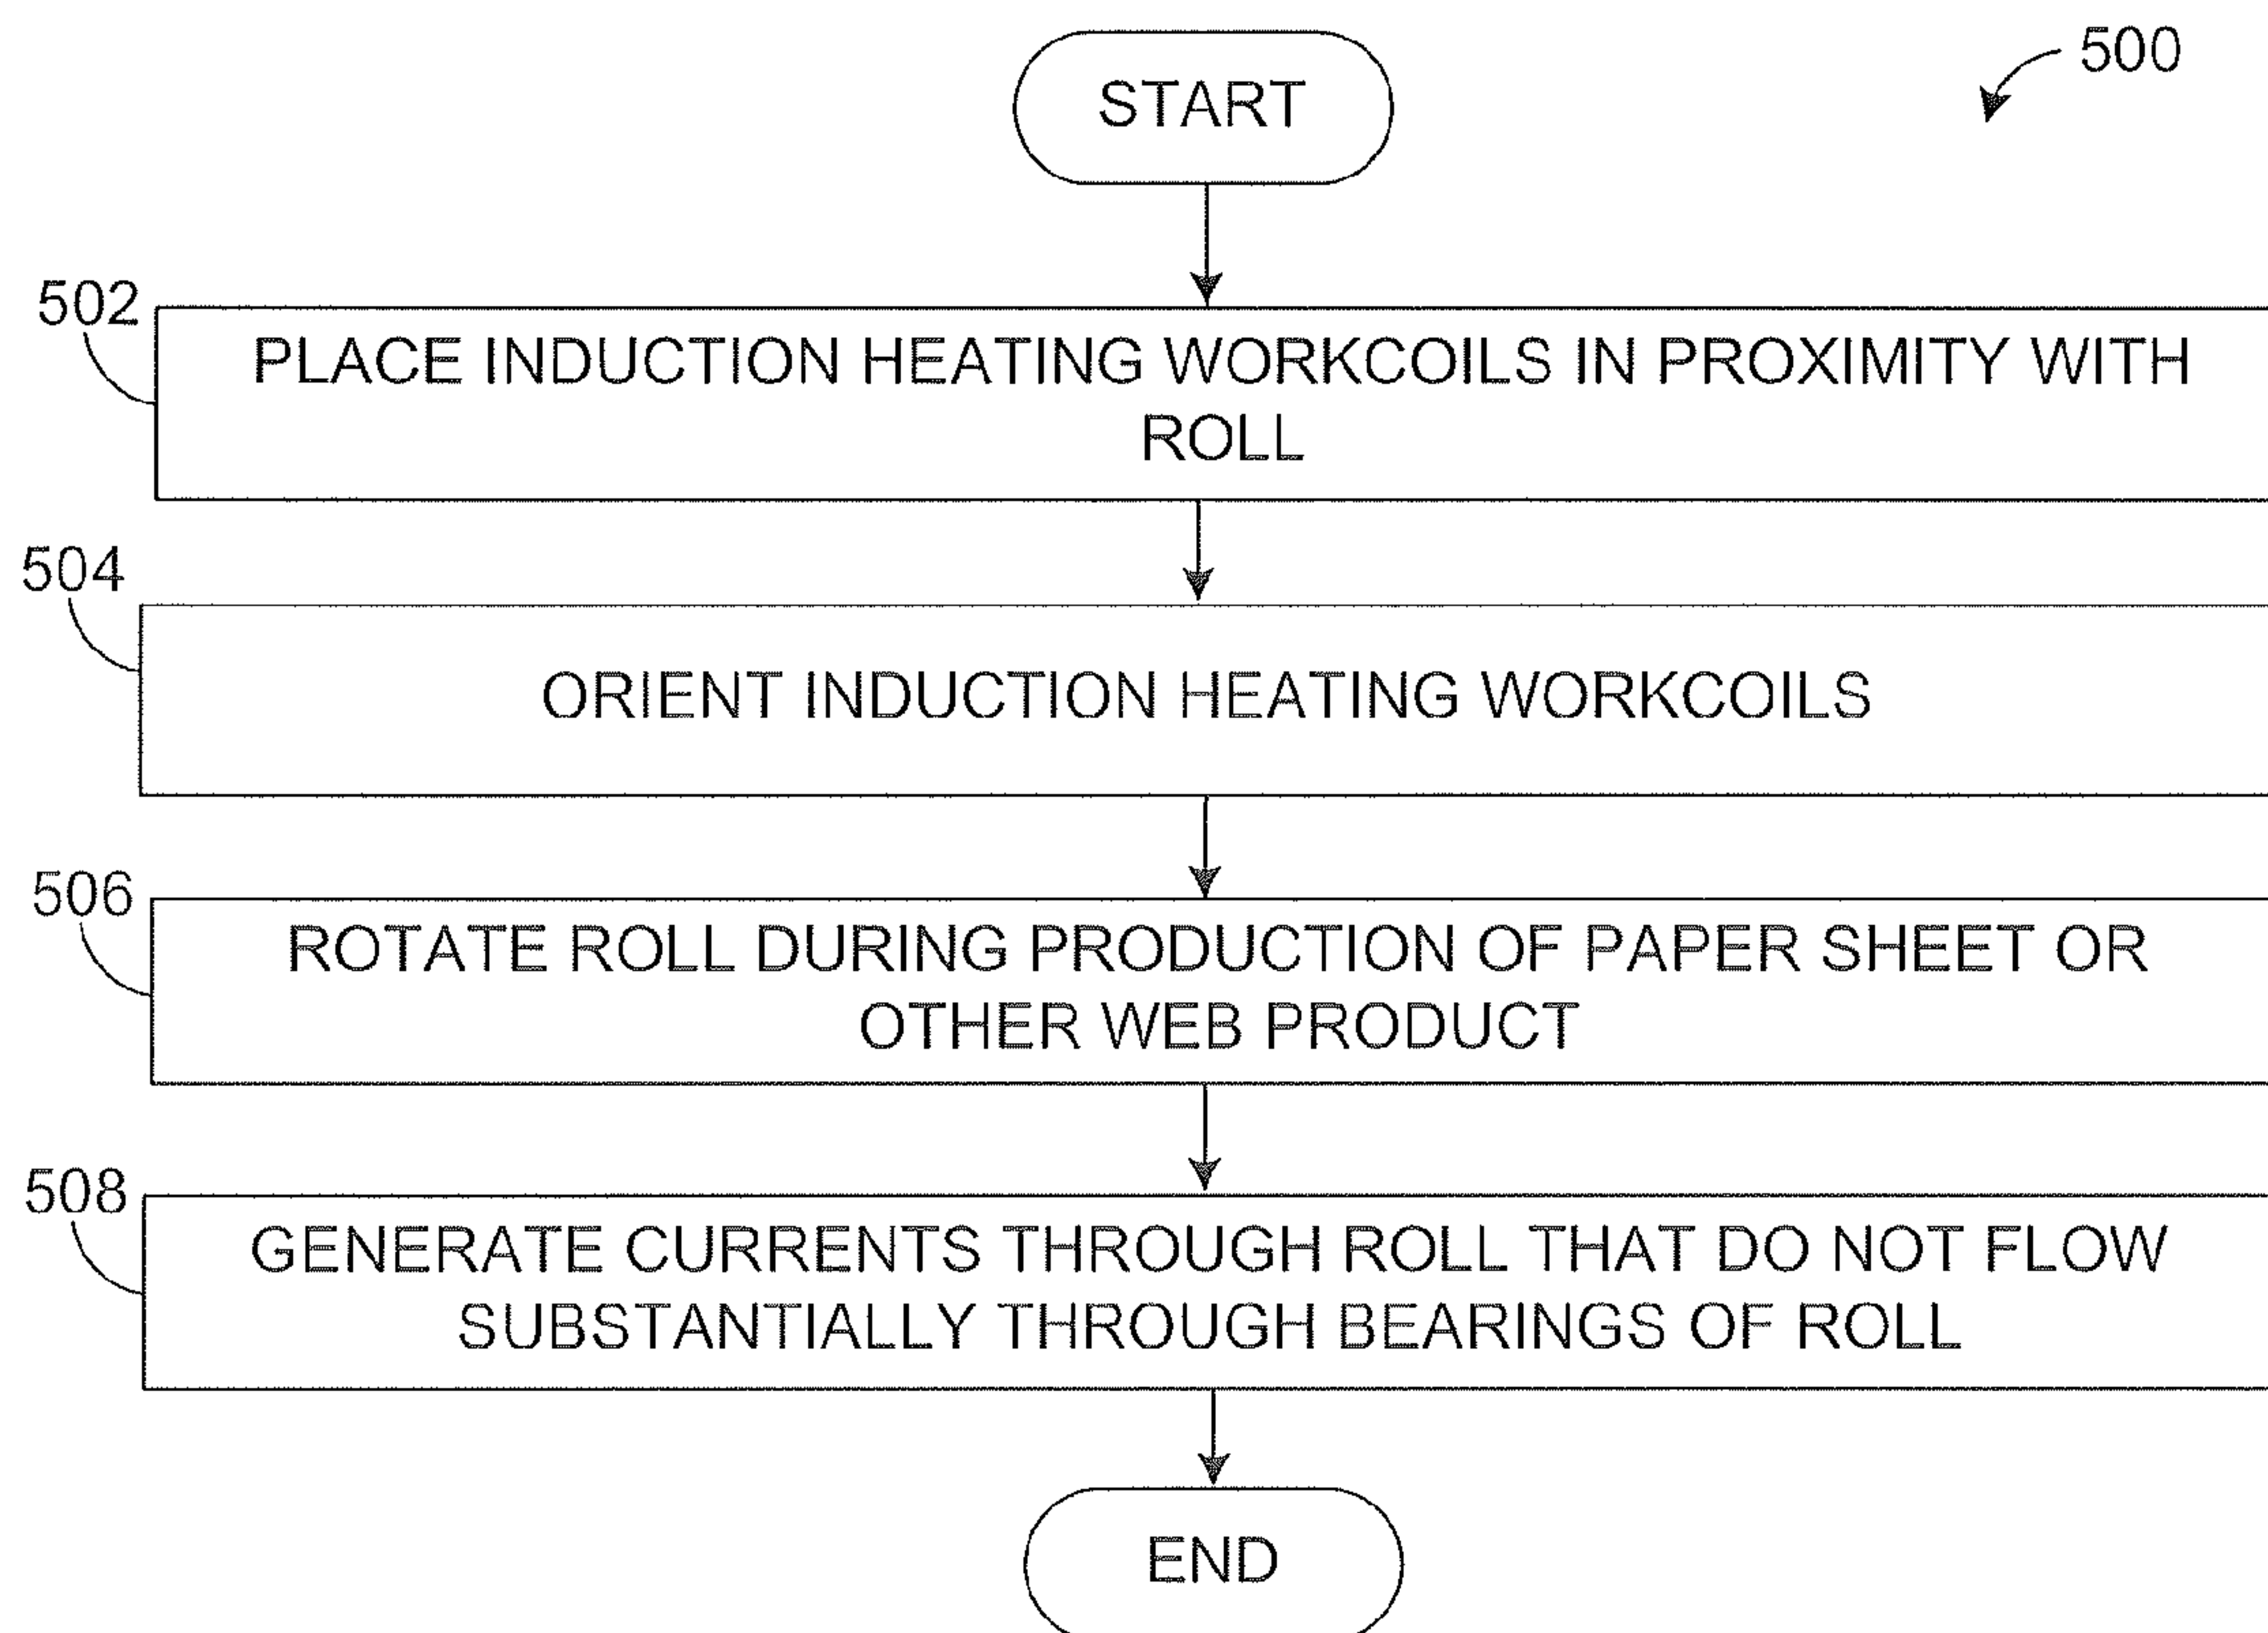 START
500
502
PLACE INDUCTION HEATING WORKCOILS IN PROXIMITY WITH
ROLL
504
ORIENT INDUCTION HEATING WORKCOILS
506
ROTATE ROLL DURING PRODUCTION OF PAPER SHEET OR
OTHER WEB PRODUCT
508
GENERATE CURRENTS THROUGH ROLL THAT DO NOT FLOW
SUBSTANTIALLY THROUGH BEARINGS OF ROLL
END